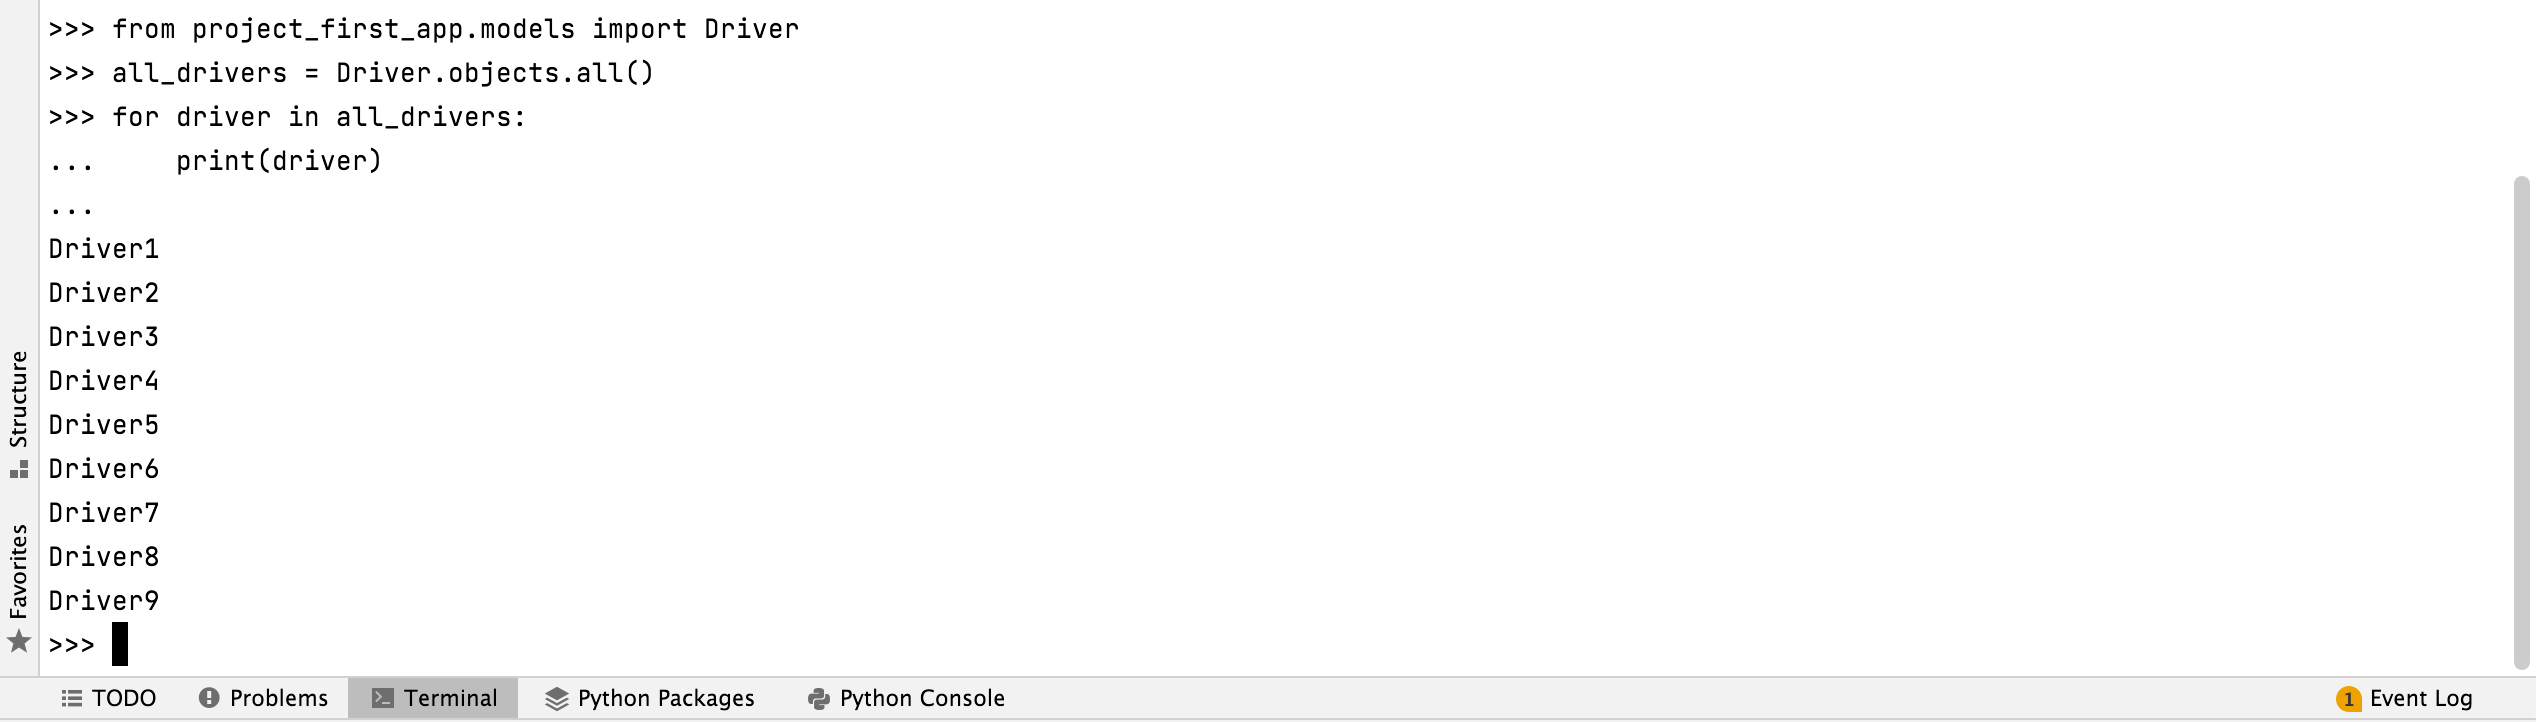 >>> from project_first_app.models import Driver
>>> all_drivers = Driver.objects.all()
>>> for driver in all_drivers:
...     print(driver)
...
Driver1
Driver2
Driver3
Driver4
Driver5
Driver6
Driver7
Driver8
Driver9
>>>
Structure
Favorites
TODO Problems Terminal Python Packages Python Console 1 Event Log